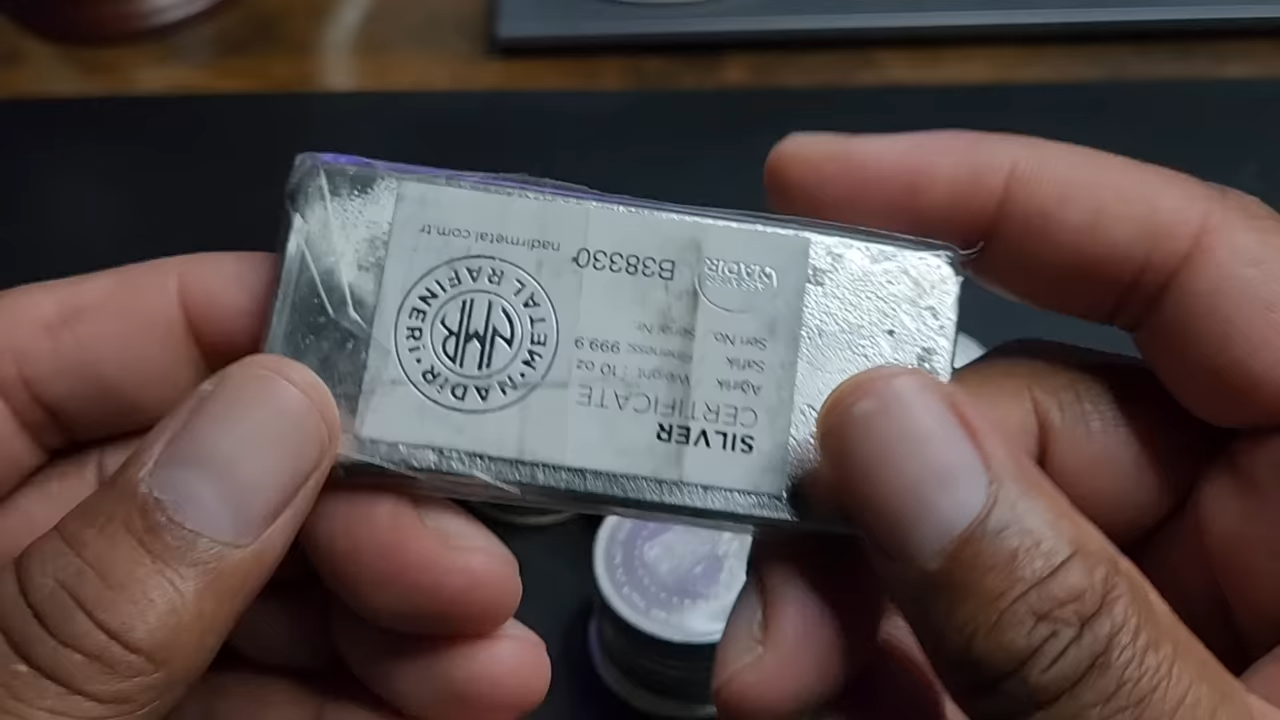 SILVER
CERTIFICATE
Ağırlık Weight : 10 oz
Saflık Fineness: 999.9
Seri No Serial Nr.
NADİR
B38330
nadirmetal.com.tr
NADİR METAL RAFİNERİ
NMR